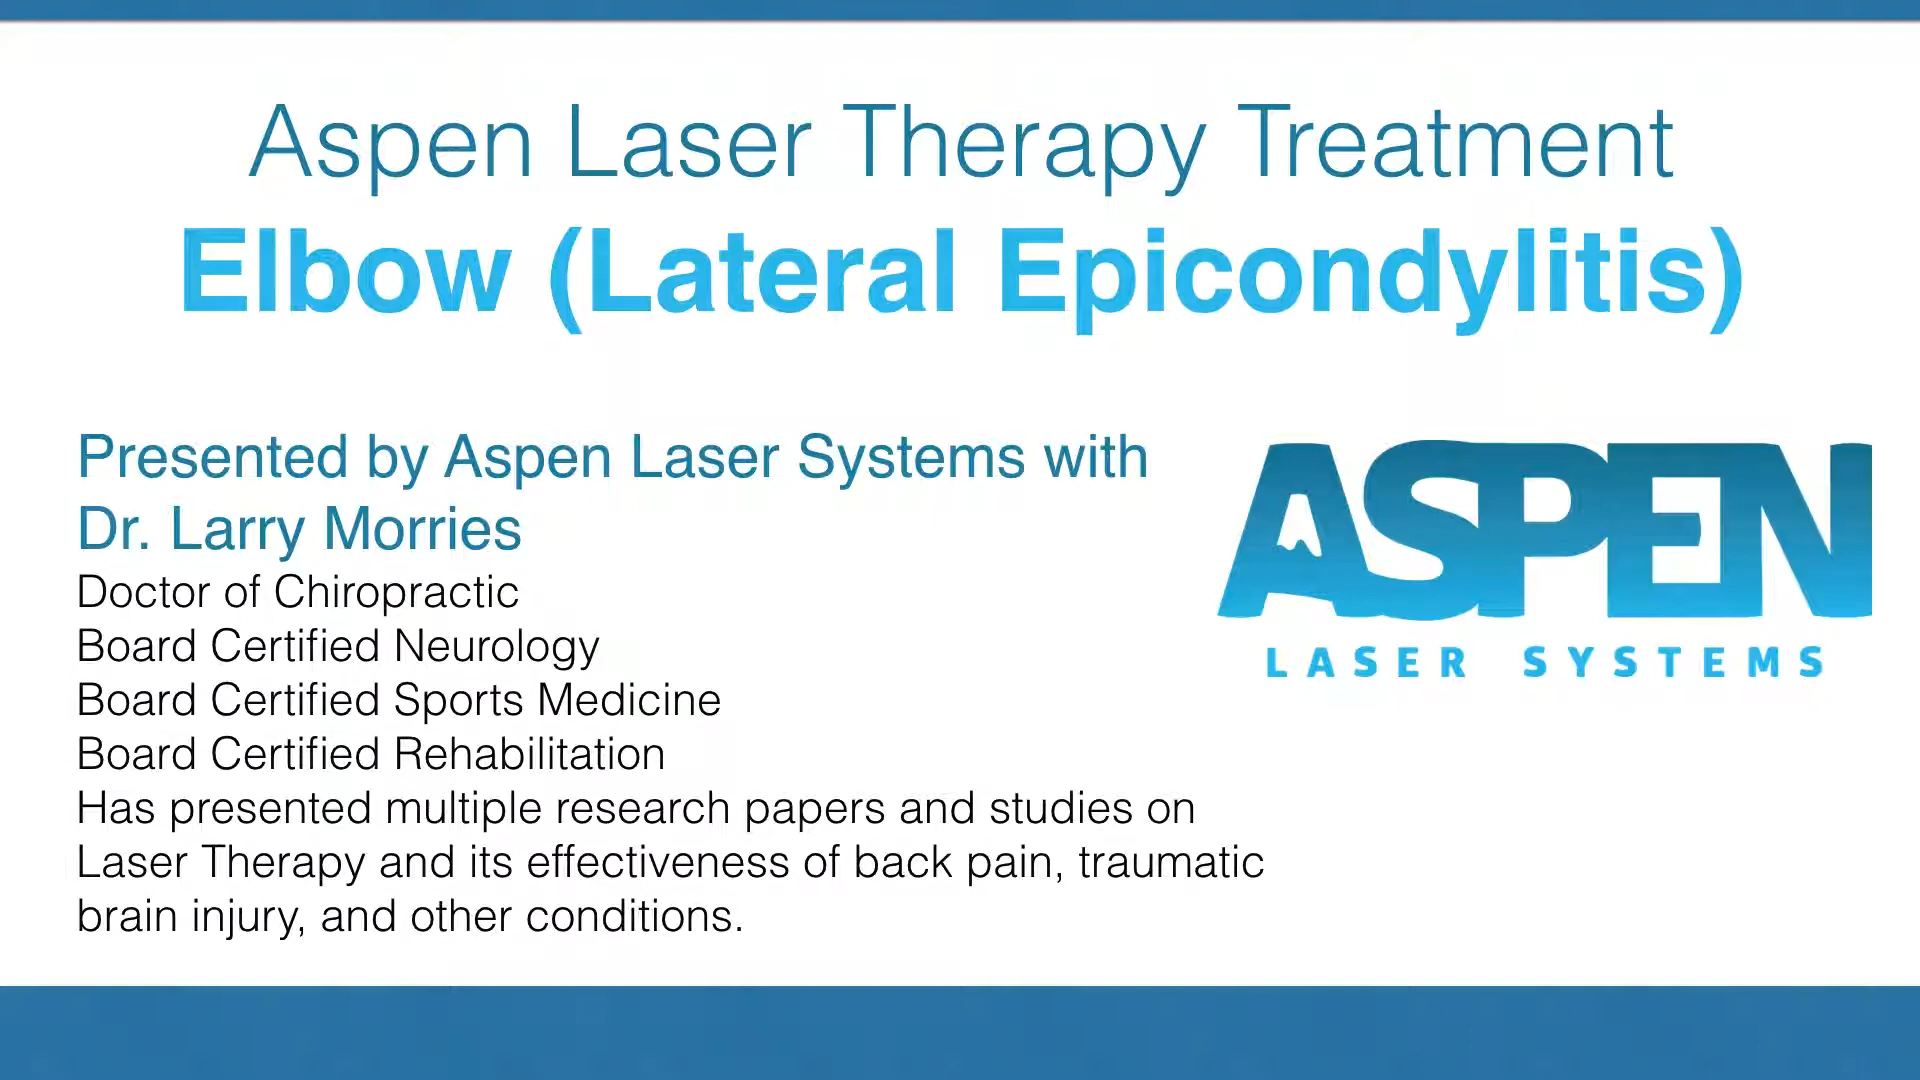 Aspen Laser Therapy Treatment
Elbow (Lateral Epicondylitis)
Presented by Aspen Laser Systems with
Dr. Larry Morries
Doctor of Chiropractic
Board Certified Neurology
Board Certified Sports Medicine
Board Certified Rehabilitation
Has presented multiple research papers and studies on
Laser Therapy and its effectiveness of back pain, traumatic
brain injury, and other conditions.
ASPEN
LASER SYSTEMS